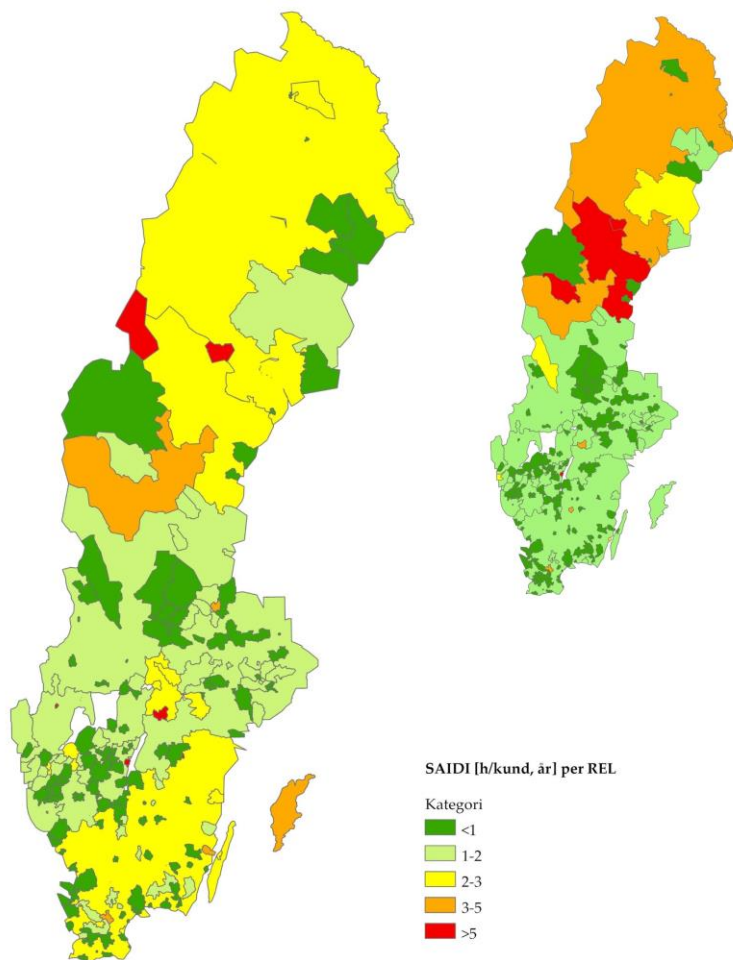 SAIDI [h/kund, år] per REL
Kategori
<1
1-2
2-3
3-5
>5